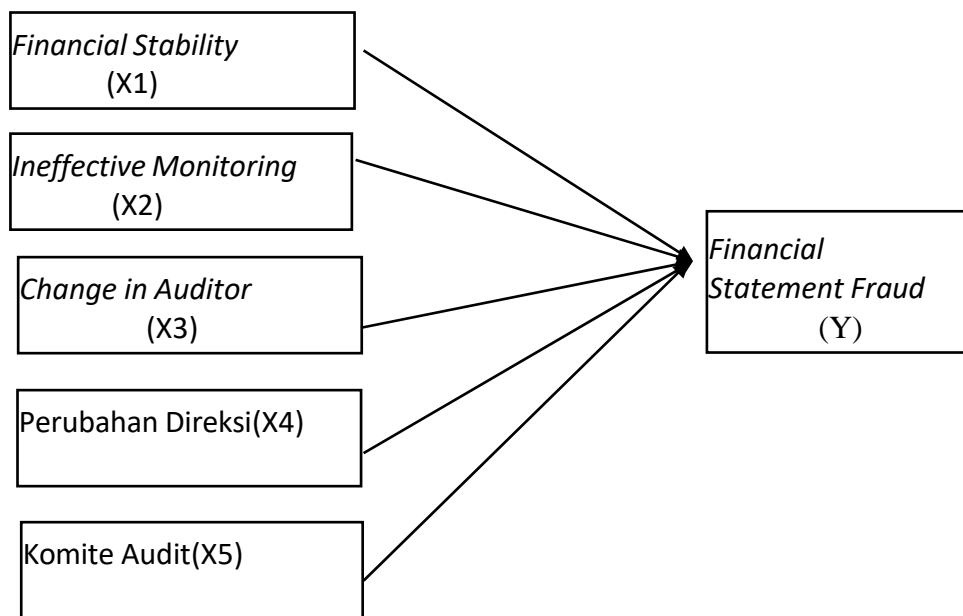 Financial Stability
(X1)
Ineffective Monitoring
(X2)
Change in Auditor
(X3)
Perubahan Direksi(X4)
Komite Audit(X5)
Financial
Statement Fraud
(Y)